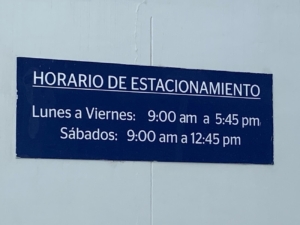 HORARIO DE ESTACIONAMIENTO
Lunes a Viernes: 9:00 am a 5:45 pm
Sábados: 9:00 am a 12:45 pm